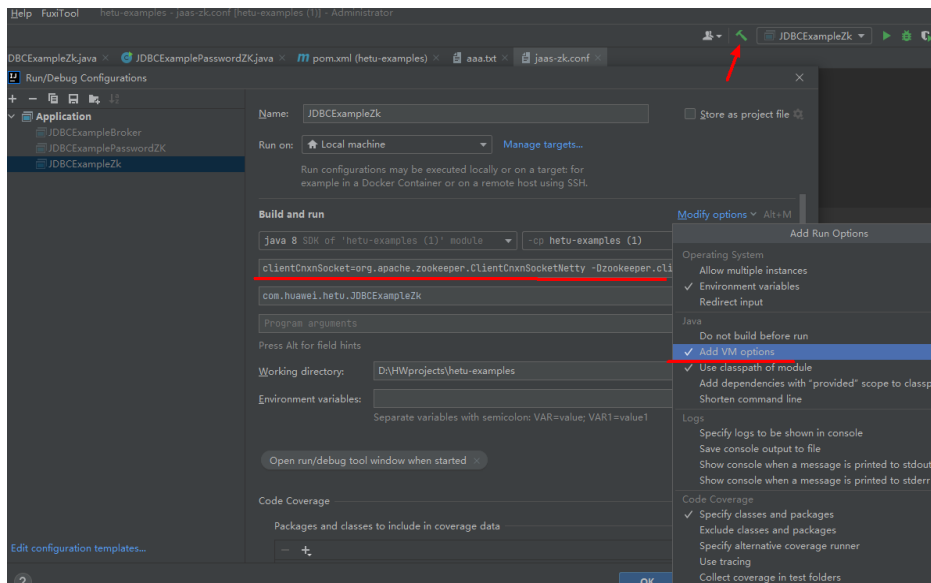 Help FuxiTool hetu-examples - jaas-zk.conf [hetu-examples (1)] - Administrator
JDBCExampleZk
DBCExampleZk.java JDBCExamplePasswordZK.java pom.xml (hetu-examples) aaa.txt jaas-zk.conf
Run/Debug Configurations
Application
JDBCExampleBroker
JDBCExamplePasswordZK
JDBCExampleZk
Edit configuration templates...
Name: JDBCExampleZk
Store as project file
Run on: Local machine
Manage targets...
Run configurations may be executed locally or on a target: for
example in a Docker Container or on a remote host using SSH.
Build and run
Modify options Alt+M
java 8 SDK of 'hetu-examples (1)' module
-cp hetu-examples (1)
clientCnxnSocket=org.apache.zookeeper.ClientCnxnSocketNetty -Dzookeeper.cli
com.huawei.hetu.JDBCExampleZk
Program arguments
Press Alt for field hints
Working directory: D:\HWprojects\hetu-examples
Environment variables:
Separate variables with semicolon: VAR=value; VAR1=value1
Open run/debug tool window when started
Code Coverage
Packages and classes to include in coverage data
OK
Add Run Options
Operating System
Allow multiple instances
Environment variables
Redirect input
Java
Do not build before run
Add VM options
Use classpath of module
Add dependencies with "provided" scope to classp
Shorten command line
Logs
Specify logs to be shown in console
Save console output to file
Show console when a message is printed to stdout
Show console when a message is printed to stderr
Code Coverage
Specify classes and packages
Exclude classes and packages
Specify alternative coverage runner
Use tracing
Collect coverage in test folders